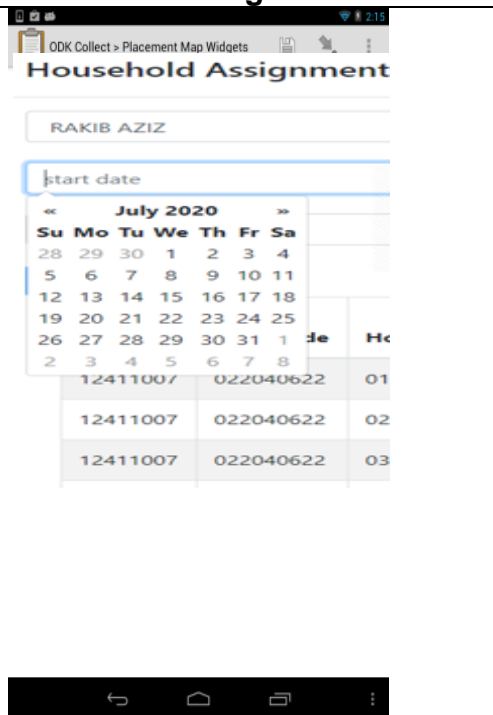 2:15
ODK Collect > Placement Map Widgets
Household Assignment
RAKIB AZIZ
start date
« July 2020 »
Su Mo Tu We Th Fr Sa
28 29 30 1 2 3 4
5 6 7 8 9 10 11
12 13 14 15 16 17 18
19 20 21 22 23 24 25
26 27 28 29 30 31 1
2 3 4 5 6 7 8
de Ho
12411007 022040622 01
12411007 022040622 02
12411007 022040622 03